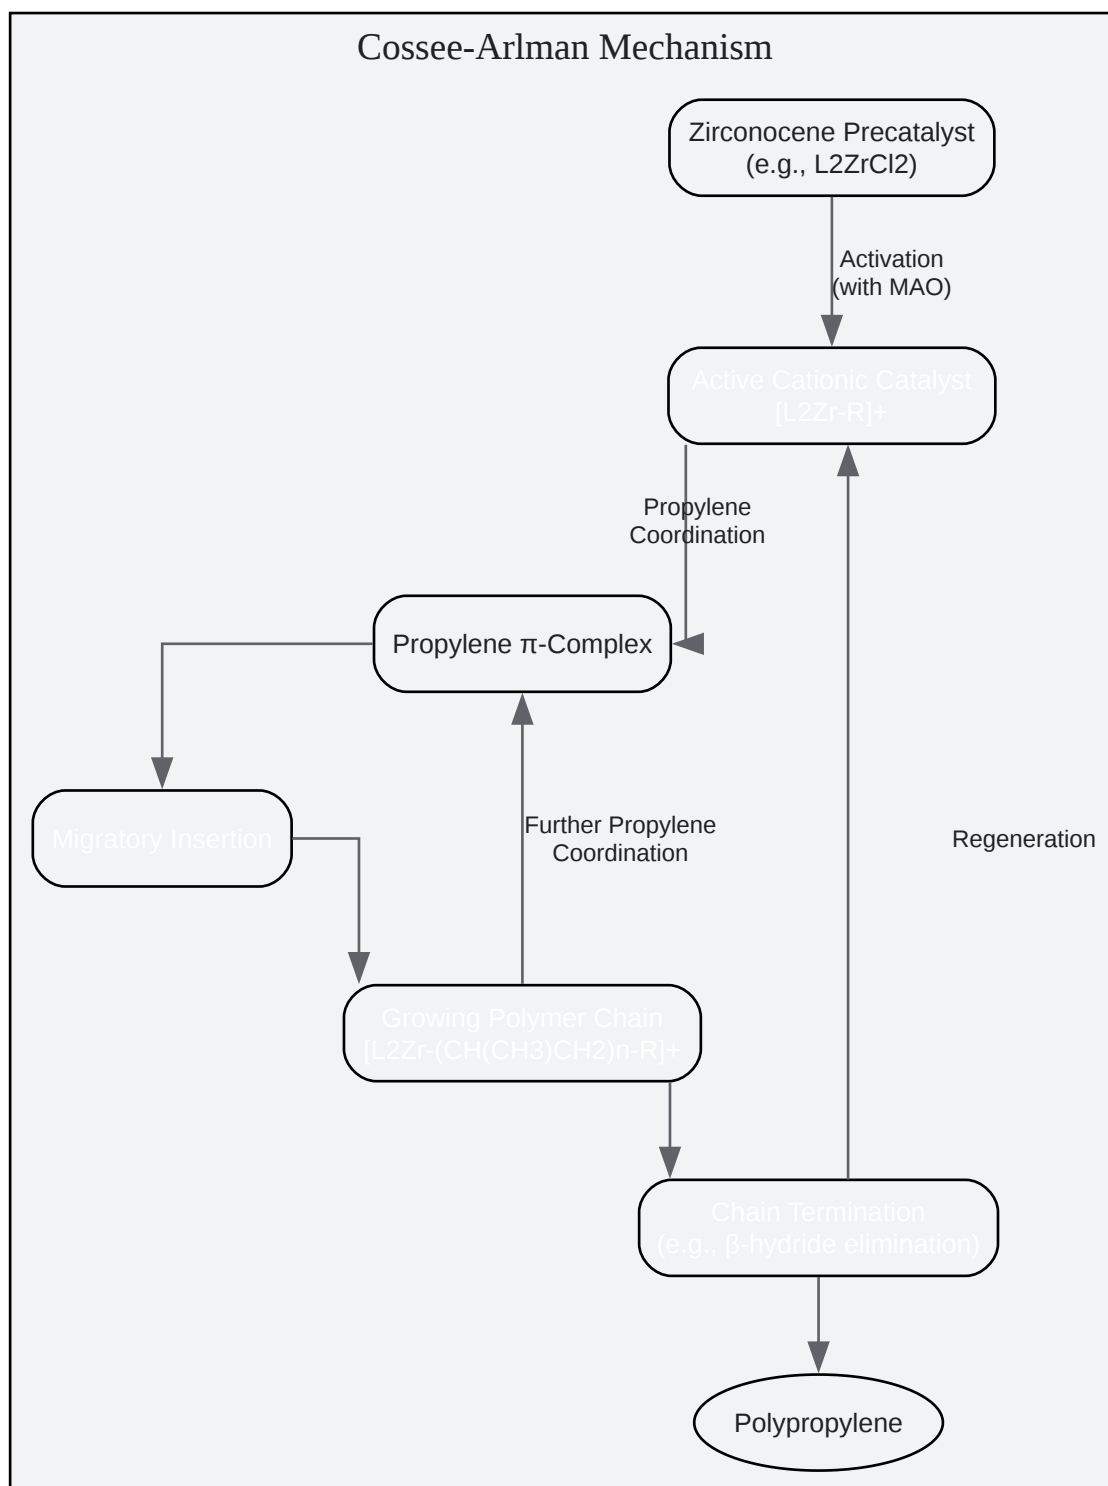 Cossee-Arlman Mechanism
Zirconocene Precatalyst
(e.g., L2ZrCl2)
Activation
(with MAO)
Active Cationic Catalyst
[L2Zr-R]+
Propylene
Coordination
Propylene π-Complex
Migratory Insertion
Further Propylene
Coordination
Regeneration
Growing Polymer Chain
[L2Zr-(CH(CH3)CH2)n-R]+
Chain Termination
(e.g., β-hydride elimination)
Polypropylene